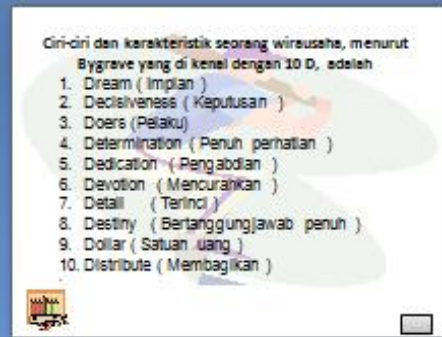 Ciri-ciri dan karakteristik seorang wirausaha, menurut
Bygrave yang di kenal dengan 10 D, adalah
1. Dream ( Impian )
2. Decisiveness ( Keputusan )
3. Doers (Pelaku)
4. Determination ( Penuh perhatian )
5. Dedication ( Pengabdian )
6. Devotion ( Mencurahkan )
7. Detail ( Terinci )
8. Destiny ( Bertanggungjawab penuh )
9. Dollar ( Satuan uang )
10. Distribute ( Membagikan )